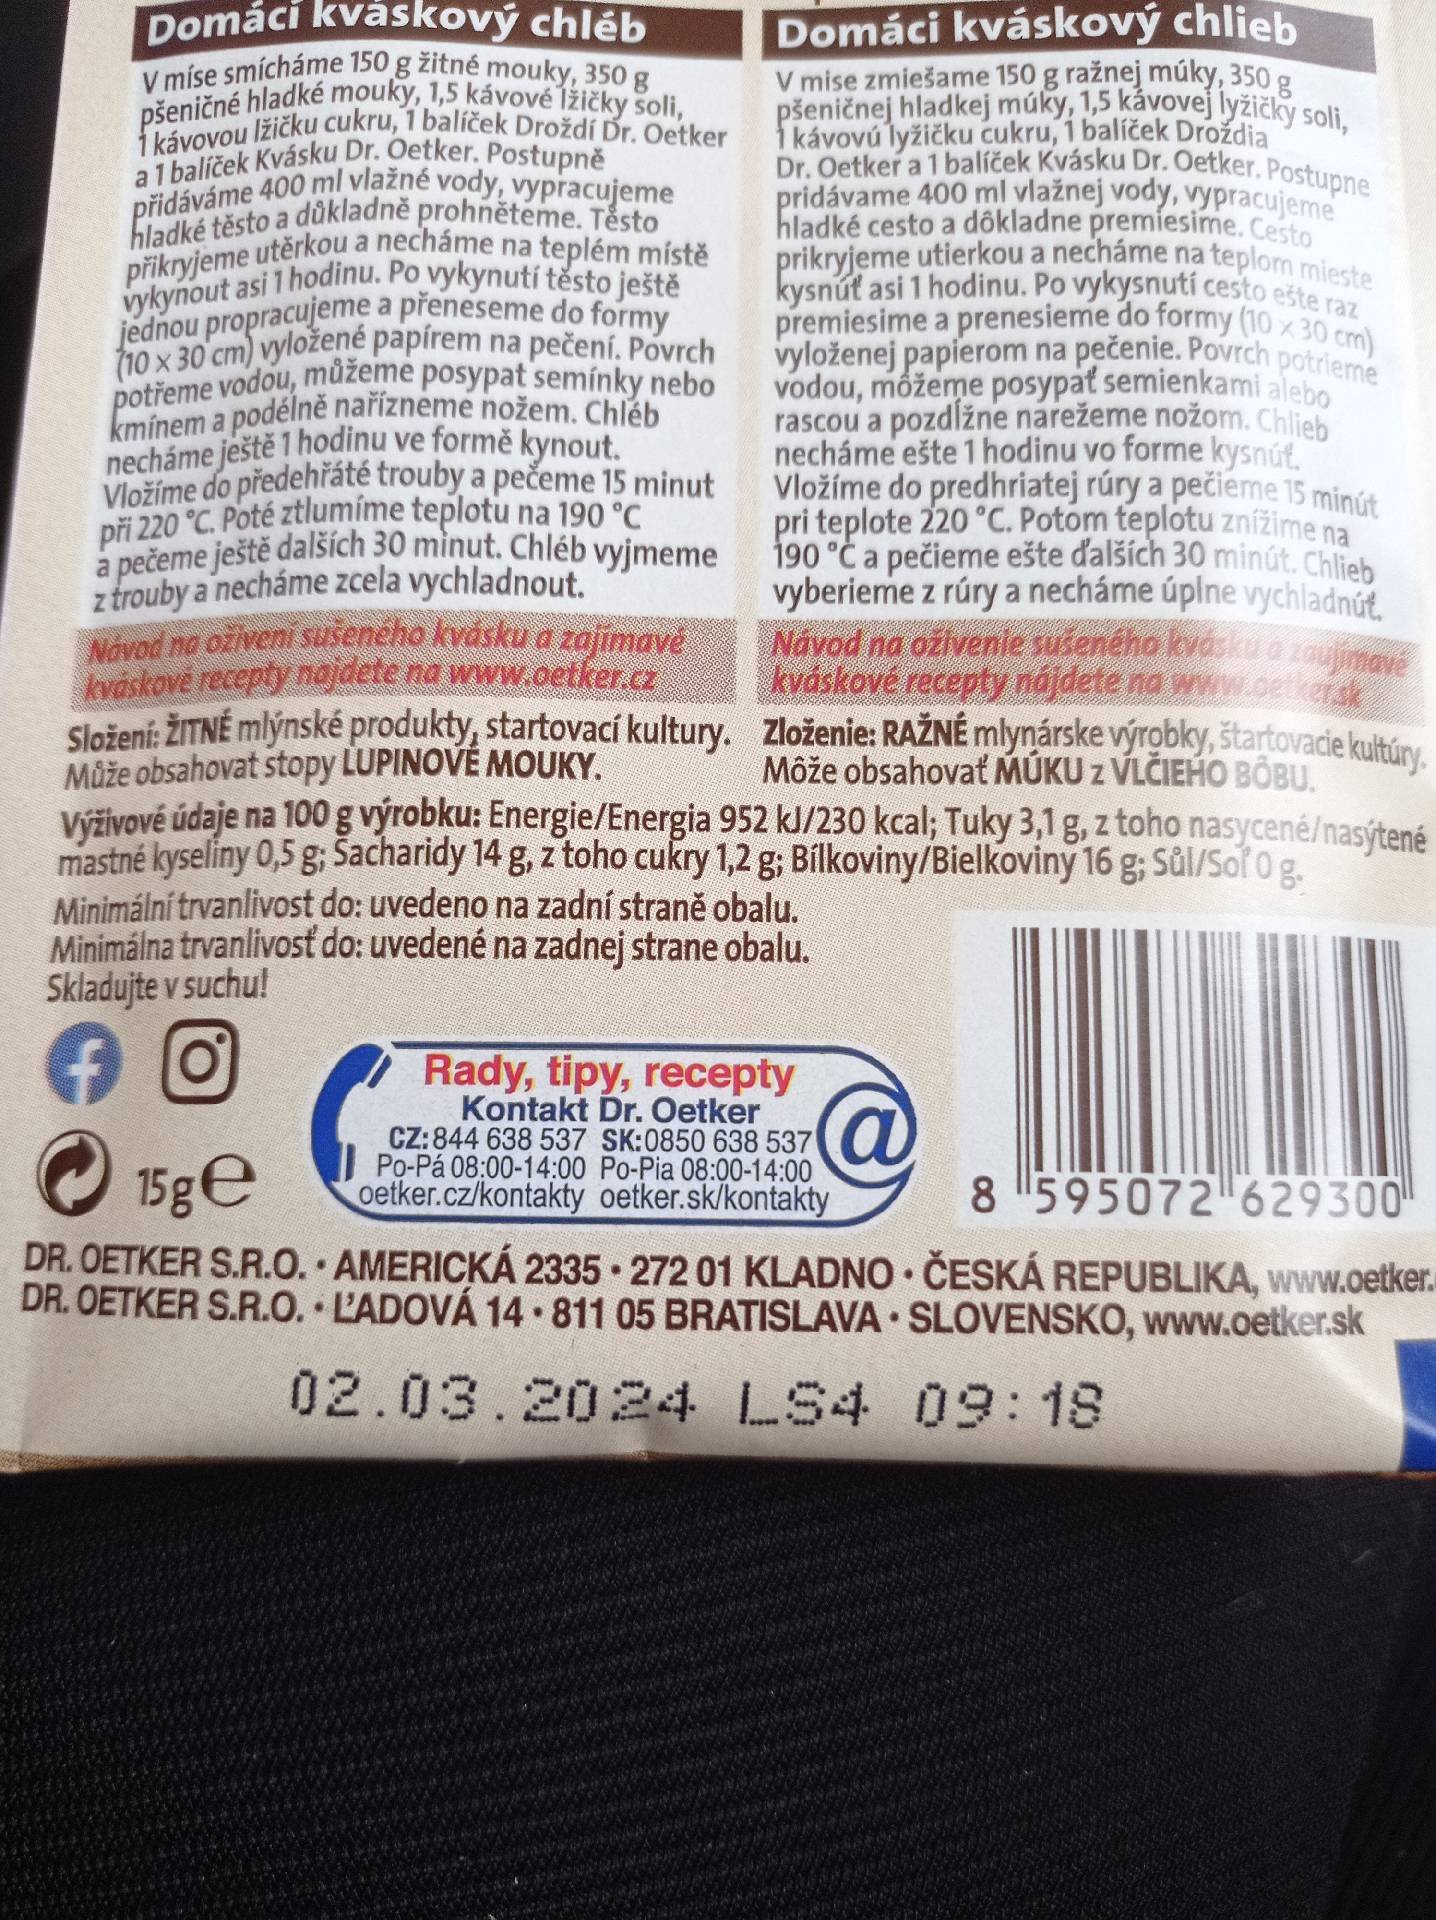 Domácí kváskový chléb
V míse smícháme 150 g žitné mouky, 350 g
pšeničné hladké mouky, 1,5 kávové lžičky soli,
1 kávovou lžičku cukru, 1 balíček Droždí Dr. Oetker
a 1 balíček Kvásku Dr. Oetker. Postupně
přidáváme 400 ml vlažné vody, vypracujeme
hladké těsto a důkladně prohněteme. Těsto
přikryjeme utěrkou a necháme na teplém místě
vykynout asi 1 hodinu. Po vykynutí těsto ještě
jednou propracujeme a přeneseme do formy
(10 x 30 cm) vyložené papírem na pečení. Povrch
potřeme vodou, můžeme posypat semínky nebo
kmínem a podélně nařízneme nožem. Chléb
necháme ještě 1 hodinu ve formě kynout.
Vložíme do předehřáté trouby a pečeme 15 minut
při 220 °C. Poté ztlumíme teplotu na 190 °C
a pečeme ještě dalších 30 minut. Chléb vyjmeme
z trouby a necháme zcela vychladnout.
Návod na oživení sušeného kvásku a zajímavé
kváskové recepty najdete na www.oetker.cz
Složení: ŽITNÉ mlýnské produkty, startovací kultury.
Může obsahovat stopy LUPINOVÉ MOUKY.
Domáci kváskový chlieb
V mise zmiešame 150 g ražnej múky, 350 g
pšeničnej hladkej múky, 1,5 kávovej lyžičky soli,
1 kávovú lyžičku cukru, 1 balíček Droždia
Dr. Oetker a 1 balíček Kvásku Dr. Oetker. Postupne
pridávame 400 ml vlažnej vody, vypracujeme
hladké cesto a dôkladne premiesime. Cesto
prikryjeme utierkou a necháme na teplom mieste
kysnúť asi 1 hodinu. Po vykysnutí cesto ešte raz
premiesime a prenesieme do formy (10 x 30 cm)
vyloženej papierom na pečenie. Povrch potrieme
vodou, môžeme posypať semienkami alebo
rascou a pozdĺžne narežeme nožom. Chlieb
necháme ešte 1 hodinu vo forme kysnúť.
Vložíme do predhriatej rúry a pečieme 15 minút
pri teplote 220 °C. Potom teplotu znížime na
190 °C a pečieme ešte ďalších 30 minút. Chlieb
vyberieme z rúry a necháme úplne vychladnúť.
Návod na oživenie sušeného kvásku a zaujímavé
kváskové recepty nájdete na www.oetker.sk
Zloženie: RAŽNÉ mlynárske výrobky, štartovacie kultúry.
Môže obsahovať MÚKU z VLČIEHO BÔBU.
Výživové údaje na 100 g výrobku: Energie/Energia 952 kJ/230 kcal; Tuky 3,1 g, z toho nasycené/nasýtené
mastné kyseliny 0,5 g; Sacharidy 14 g, z toho cukry 1,2 g; Bílkoviny/Bielkoviny 16 g; Sůl/Soľ 0 g.
Minimální trvanlivost do: uvedeno na zadní straně obalu.
Minimálna trvanlivosť do: uvedené na zadnej strane obalu.
Skladujte v suchu!
15 g e
Rady, tipy, recepty
Kontakt Dr. Oetker
CZ: 844 638 537 SK: 0850 638 537
Po-Pá 08:00-14:00 Po-Pia 08:00-14:00
oetker.cz/kontakty oetker.sk/kontakty
@
8 595072 629300
DR. OETKER S.R.O. • AMERICKÁ 2335 • 272 01 KLADNO • ČESKÁ REPUBLIKA, www.oetker.
DR. OETKER S.R.O. • ĽADOVÁ 14 • 811 05 BRATISLAVA • SLOVENSKO, www.oetker.sk
02.03.2024 LS4 09:18